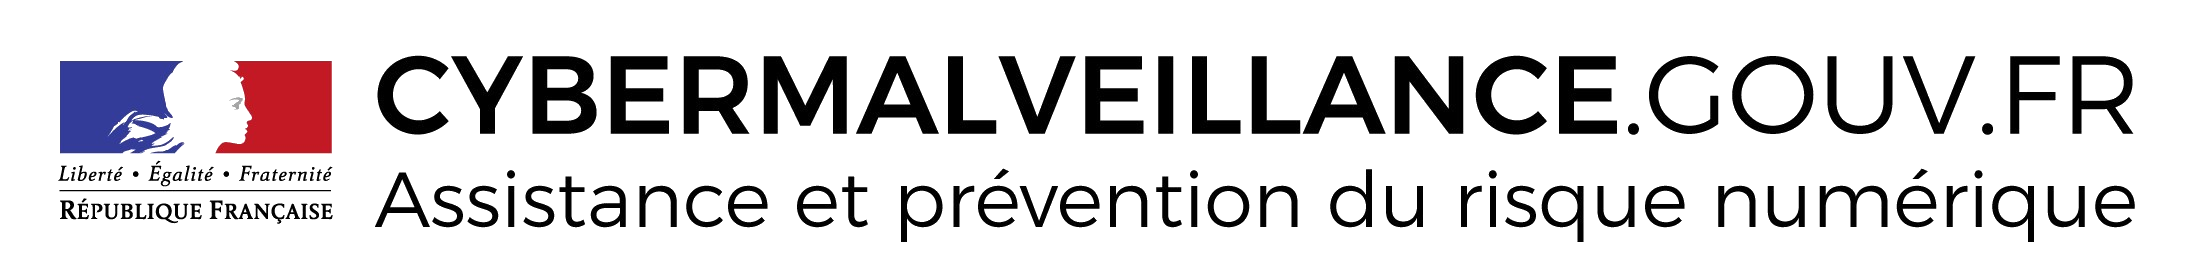 CYBERMALVEILLANCE.GOUV.FR
Assistance et prévention du risque numérique
Liberté • Égalité • Fraternité
RÉPUBLIQUE FRANÇAISE